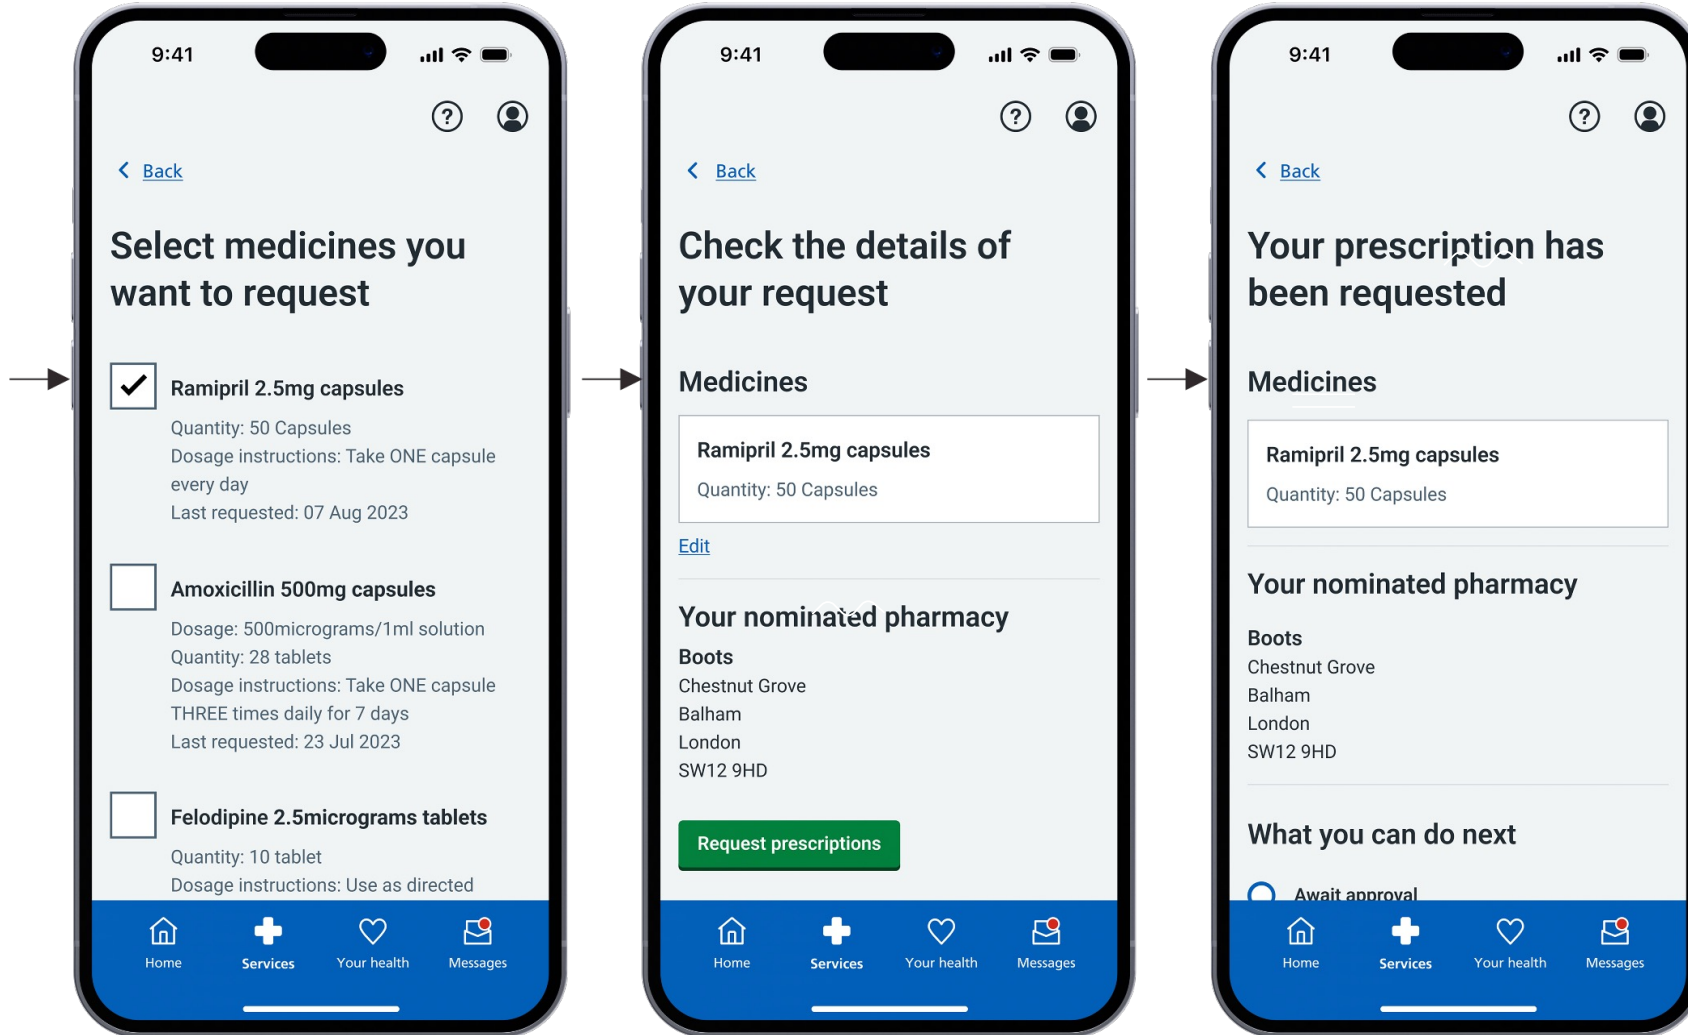 9:41
?
Back
Select medicines you
want to request
Ramipril 2.5mg capsules
Quantity: 50 Capsules
Dosage instructions: Take ONE capsule
every day
Last requested: 07 Aug 2023
Amoxicillin 500mg capsules
Dosage: 500micrograms/1ml solution
Quantity: 28 tablets
Dosage instructions: Take ONE capsule
THREE times daily for 7 days
Last requested: 23 Jul 2023
Felodipine 2.5micrograms tablets
Quantity: 10 tablet
Dosage instructions: Use as directed
Home Services Your health Messages
9:41
?
Back
Check the details of
your request
Medicines
Ramipril 2.5mg capsules
Quantity: 50 Capsules
Edit
Your nominated pharmacy
Boots
Chestnut Grove
Balham
London
SW12 9HD
Request prescriptions
Home Services Your health Messages
9:41
?
Back
Your prescription has
been requested
Medicines
Ramipril 2.5mg capsules
Quantity: 50 Capsules
Your nominated pharmacy
Boots
Chestnut Grove
Balham
London
SW12 9HD
What you can do next
Await approval
Home Services Your health Messages